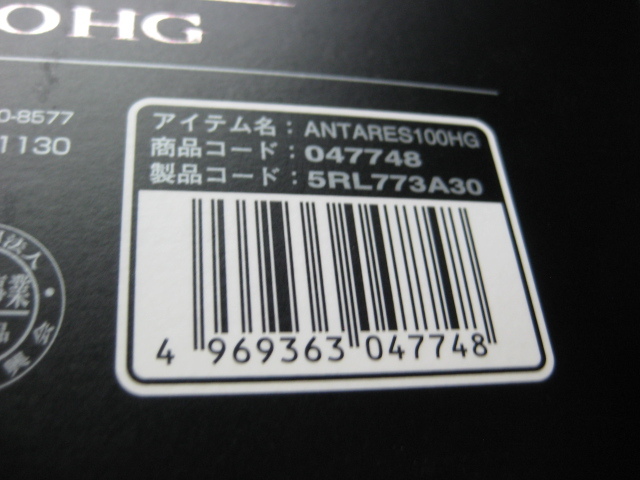 0HG
0-8577
1130
アイテム名：ANTARES100HG
商品コード：047748
製品コード：5RL773A30
4 969363 047748